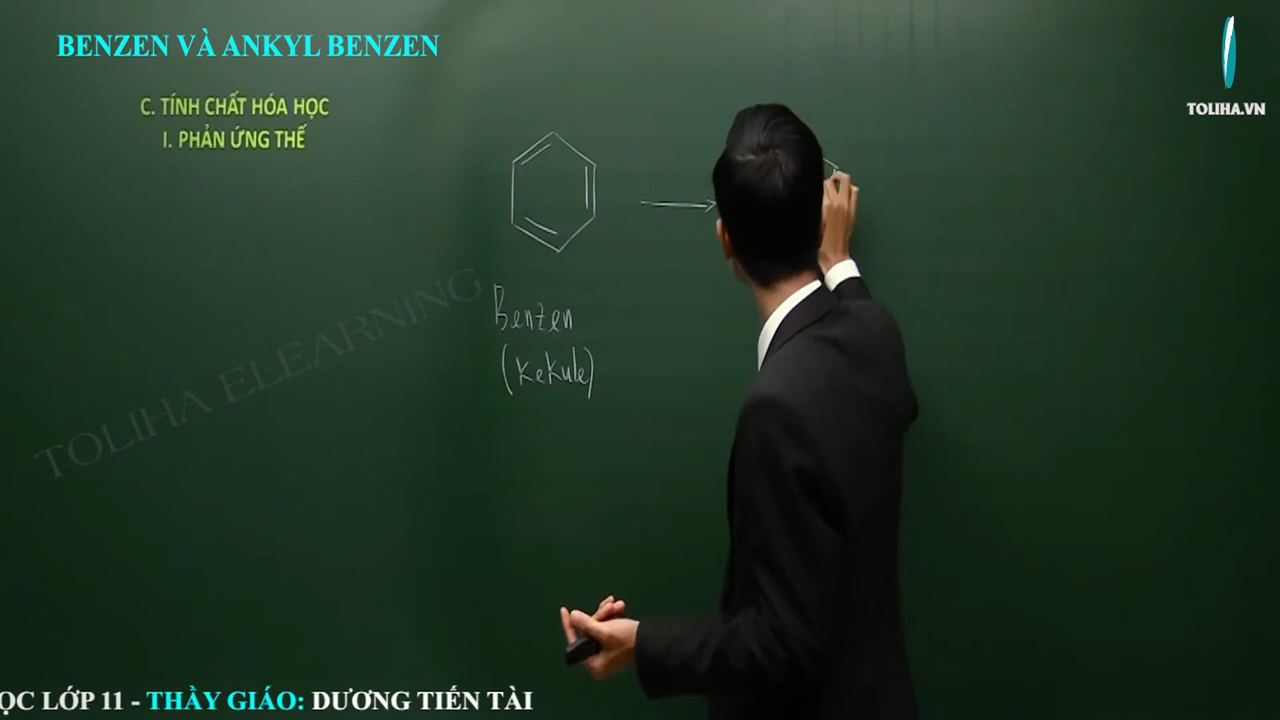 BENZEN VÀ ANKYL BENZEN
TOLIHA.VN
C. TÍNH CHẤT HÓA HỌC
I. PHẢN ỨNG THẾ
Benzen
(Kekule)
TOLIHA ELEARNING
ỌC LỚP 11 - THẦY GIÁO: DƯƠNG TIẾN TÀI